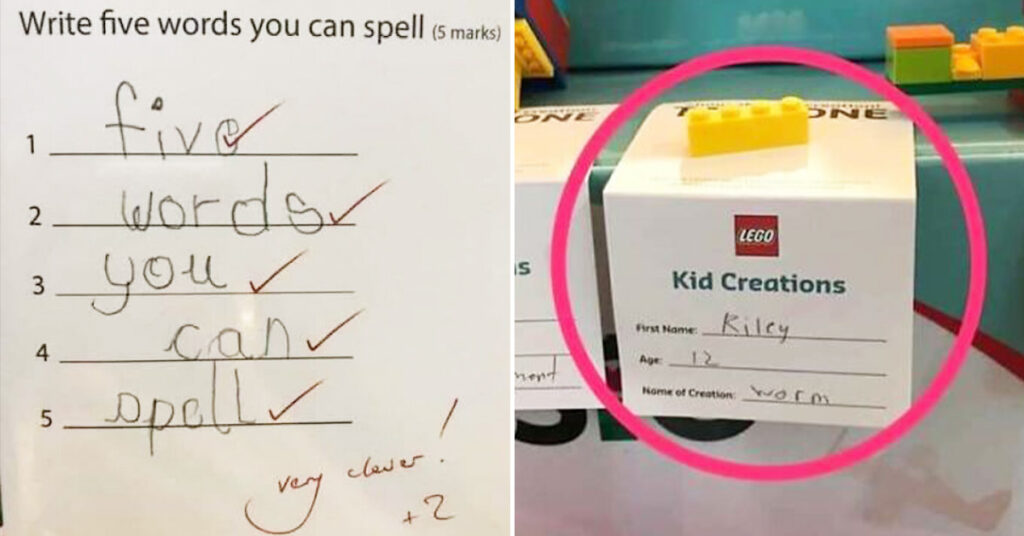 Write five words you can spell (5 marks)
1 five
2 words
3 you
4 can
5 spell
very clever!
+2
ONE
ONE
LEGO
Kid Creations
First Name: Riley
Age: 12
Name of Creation: worm